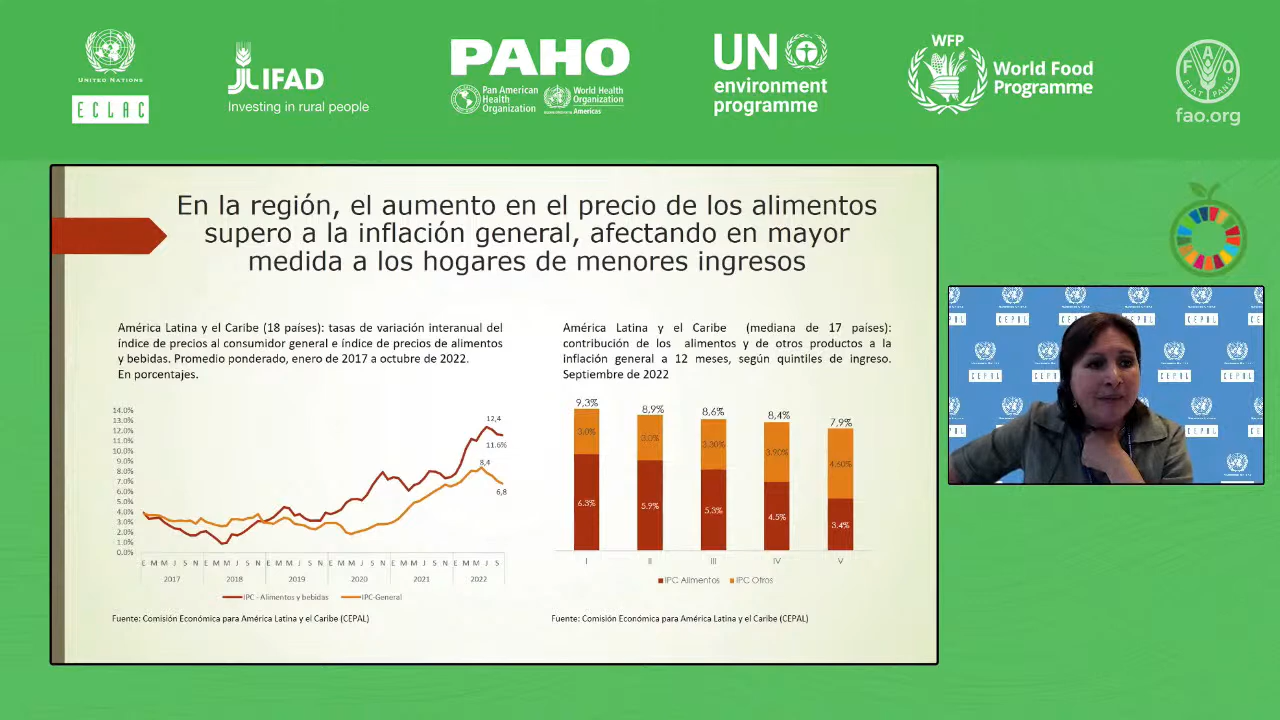 UNITED NATIONS
ECLAC
JLIFAD
Investing in rural people
PAHO
Pan American
Health
Organization
World Health
Organization
Americas
UN
environment
programme
WFP
World Food
Programme
FAO
FIAT PANIS
fao.org
En la región, el aumento en el precio de los alimentos
supero a la inflación general, afectando en mayor
medida a los hogares de menores ingresos
América Latina y el Caribe (18 países): tasas de variación interanual del
índice de precios al consumidor general e índice de precios de alimentos
y bebidas. Promedio ponderado, enero de 2017 a octubre de 2022.
En porcentajes.
14.0%
13.0%
12.0%
11.0%
10.0%
9.0%
8.0%
7.0%
6.0%
5.0%
4.0%
3.0%
2.0%
1.0%
0.0%
12,4
11.6%
8,4
6,8
E M M J S N E M M J S N E M M J S N E M M J S N E M M J S N E M M J S
2017 2018 2019 2020 2021 2022
IPC - Alimentos y bebidas IPC-General
Fuente: Comisión Económica para América Latina y el Caribe (CEPAL)
América Latina y el Caribe (mediana de 17 países):
contribución de los alimentos y de otros productos a la
inflación general a 12 meses, según quintiles de ingreso.
Septiembre de 2022
9,3% 8,9% 8,6% 8,4% 7,9%
3.0% 3.0% 3.30% 3.90% 4.60%
6.3% 5.9% 5.3% 4.5% 3.4%
I II III IV V
IPC Alimentos IPC Otros
Fuente: Comisión Económica para América Latina y el Caribe (CEPAL)
CEPAL CEPAL CEPAL
CEPAL CEPAL